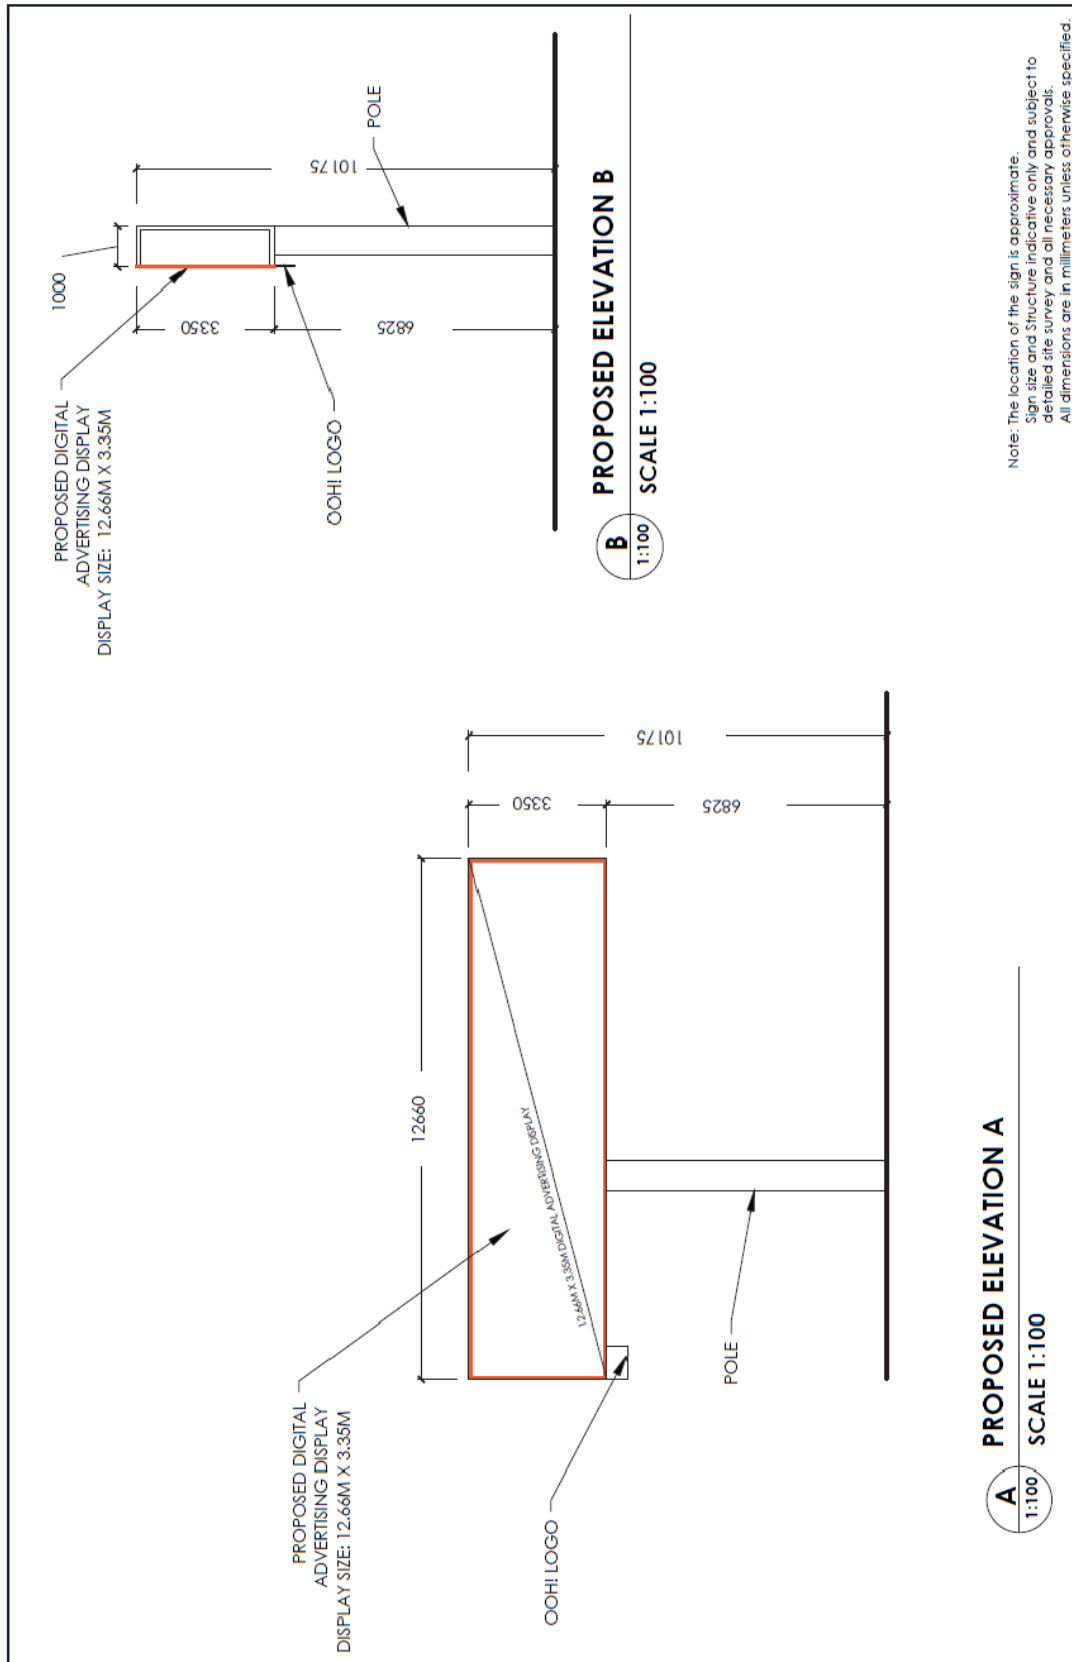 PROPOSED DIGITAL
ADVERTISING DISPLAY
DISPLAY SIZE: 12.66M X 3.35M
12660
12.66M X 3.35M DIGITAL ADVERTISING DISPLAY
3350
10175
6825
OOH! LOGO
POLE
A
1:100
PROPOSED ELEVATION A
SCALE 1:100
PROPOSED DIGITAL
ADVERTISING DISPLAY
DISPLAY SIZE: 12.66M X 3.35M
1000
3350
10175
6825
OOH! LOGO
POLE
B
1:100
PROPOSED ELEVATION B
SCALE 1:100
Note: The location of the sign is approximate.
Sign size and Structure indicative only and subject to
detailed site survey and all necessary approvals.
All dimensions are in millimeters unless otherwise specified.